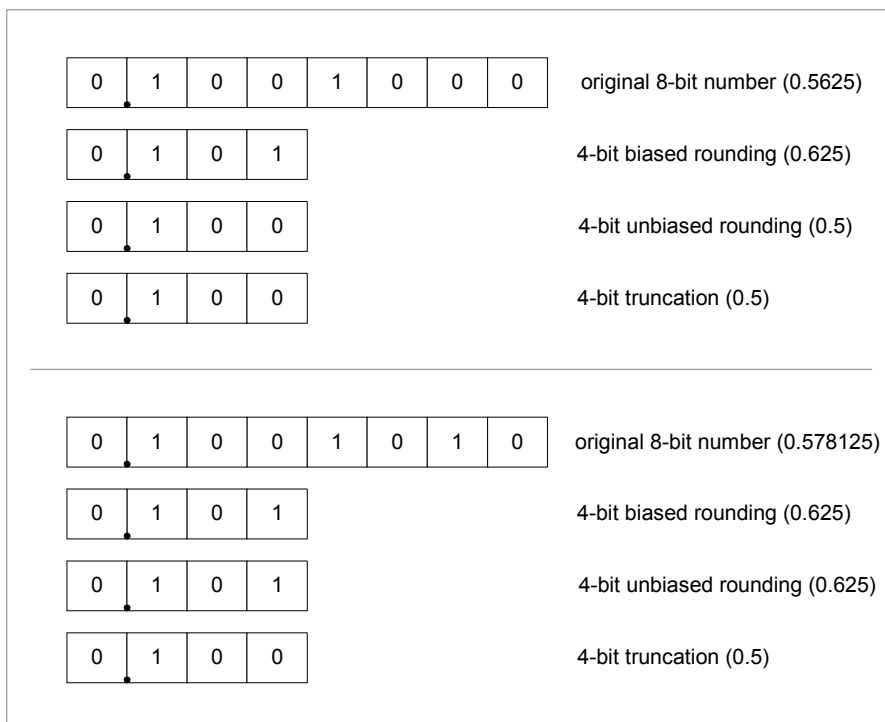 0 1 0 0 1 0 0 0 original 8-bit number (0.5625)
0 1 0 1 4-bit biased rounding (0.625)
0 1 0 0 4-bit unbiased rounding (0.5)
0 1 0 0 4-bit truncation (0.5)
0 1 0 0 1 0 1 0 original 8-bit number (0.578125)
0 1 0 1 4-bit biased rounding (0.625)
0 1 0 1 4-bit unbiased rounding (0.625)
0 1 0 0 4-bit truncation (0.5)